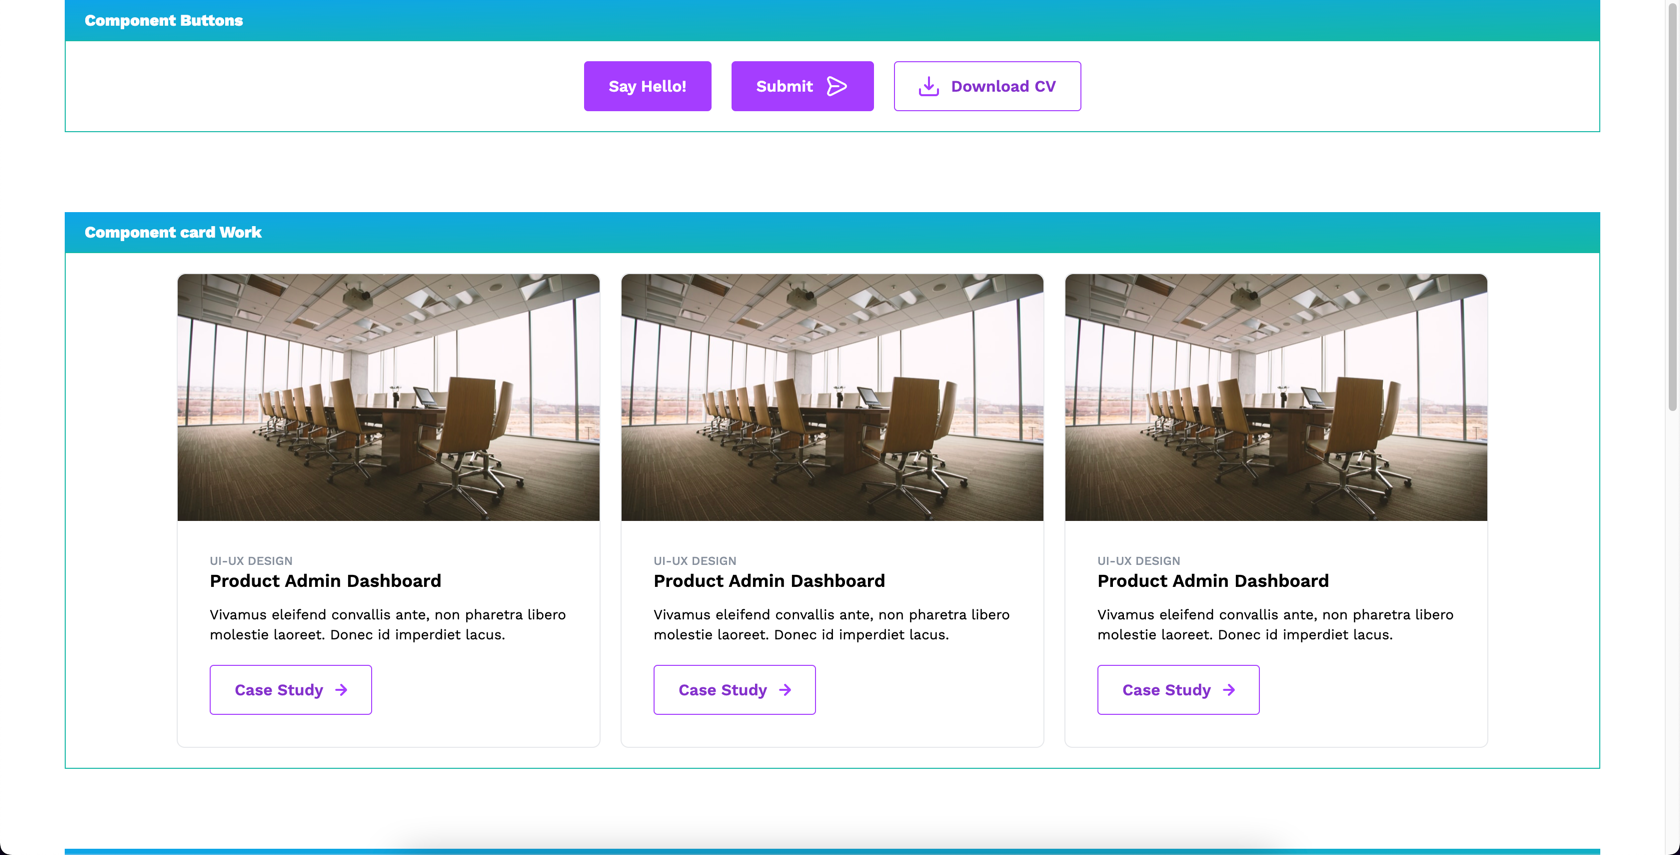 Component Buttons
Say Hello!
Submit
Download CV
Component card Work
UI-UX DESIGN
Product Admin Dashboard
Vivamus eleifend convallis ante, non pharetra libero
molestie laoreet. Donec id imperdiet lacus.
Case Study
UI-UX DESIGN
Product Admin Dashboard
Vivamus eleifend convallis ante, non pharetra libero
molestie laoreet. Donec id imperdiet lacus.
Case Study
UI-UX DESIGN
Product Admin Dashboard
Vivamus eleifend convallis ante, non pharetra libero
molestie laoreet. Donec id imperdiet lacus.
Case Study